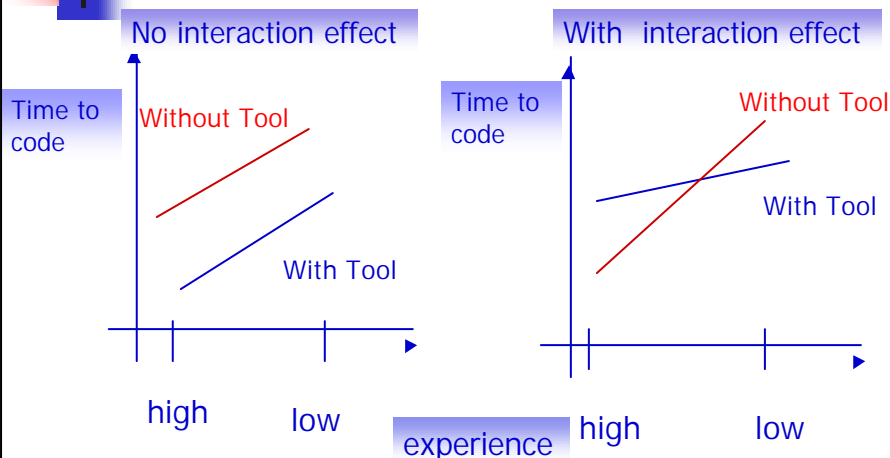 No interaction effect
Time to
code
Without Tool
With Tool
high
low
With interaction effect
Time to
code
Without Tool
With Tool
high
low
experience